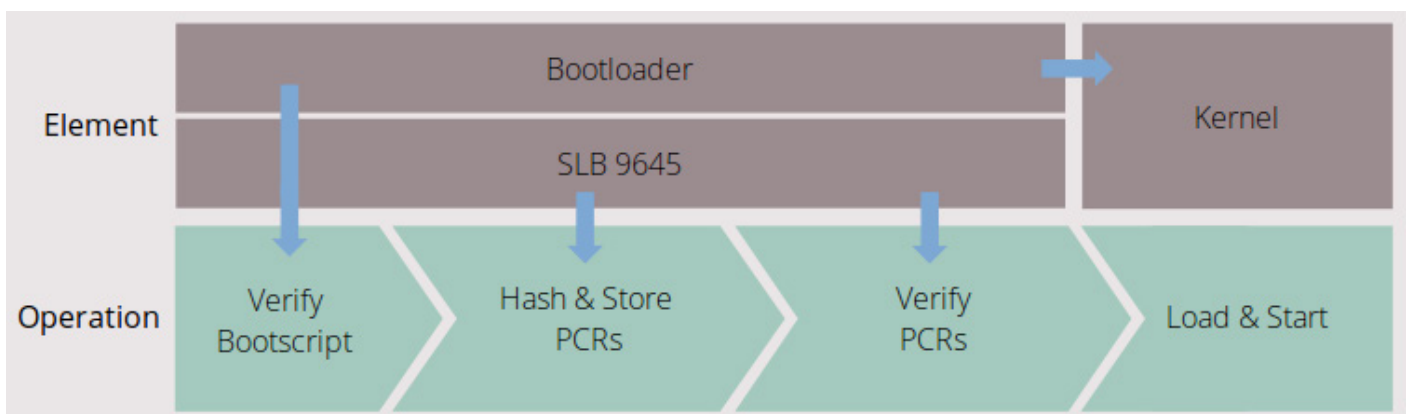 Bootloader
Element
Kernel
SLB 9645
Operation
Verify
Bootscript
Hash & Store
PCRs
Verify
PCRs
Load & Start